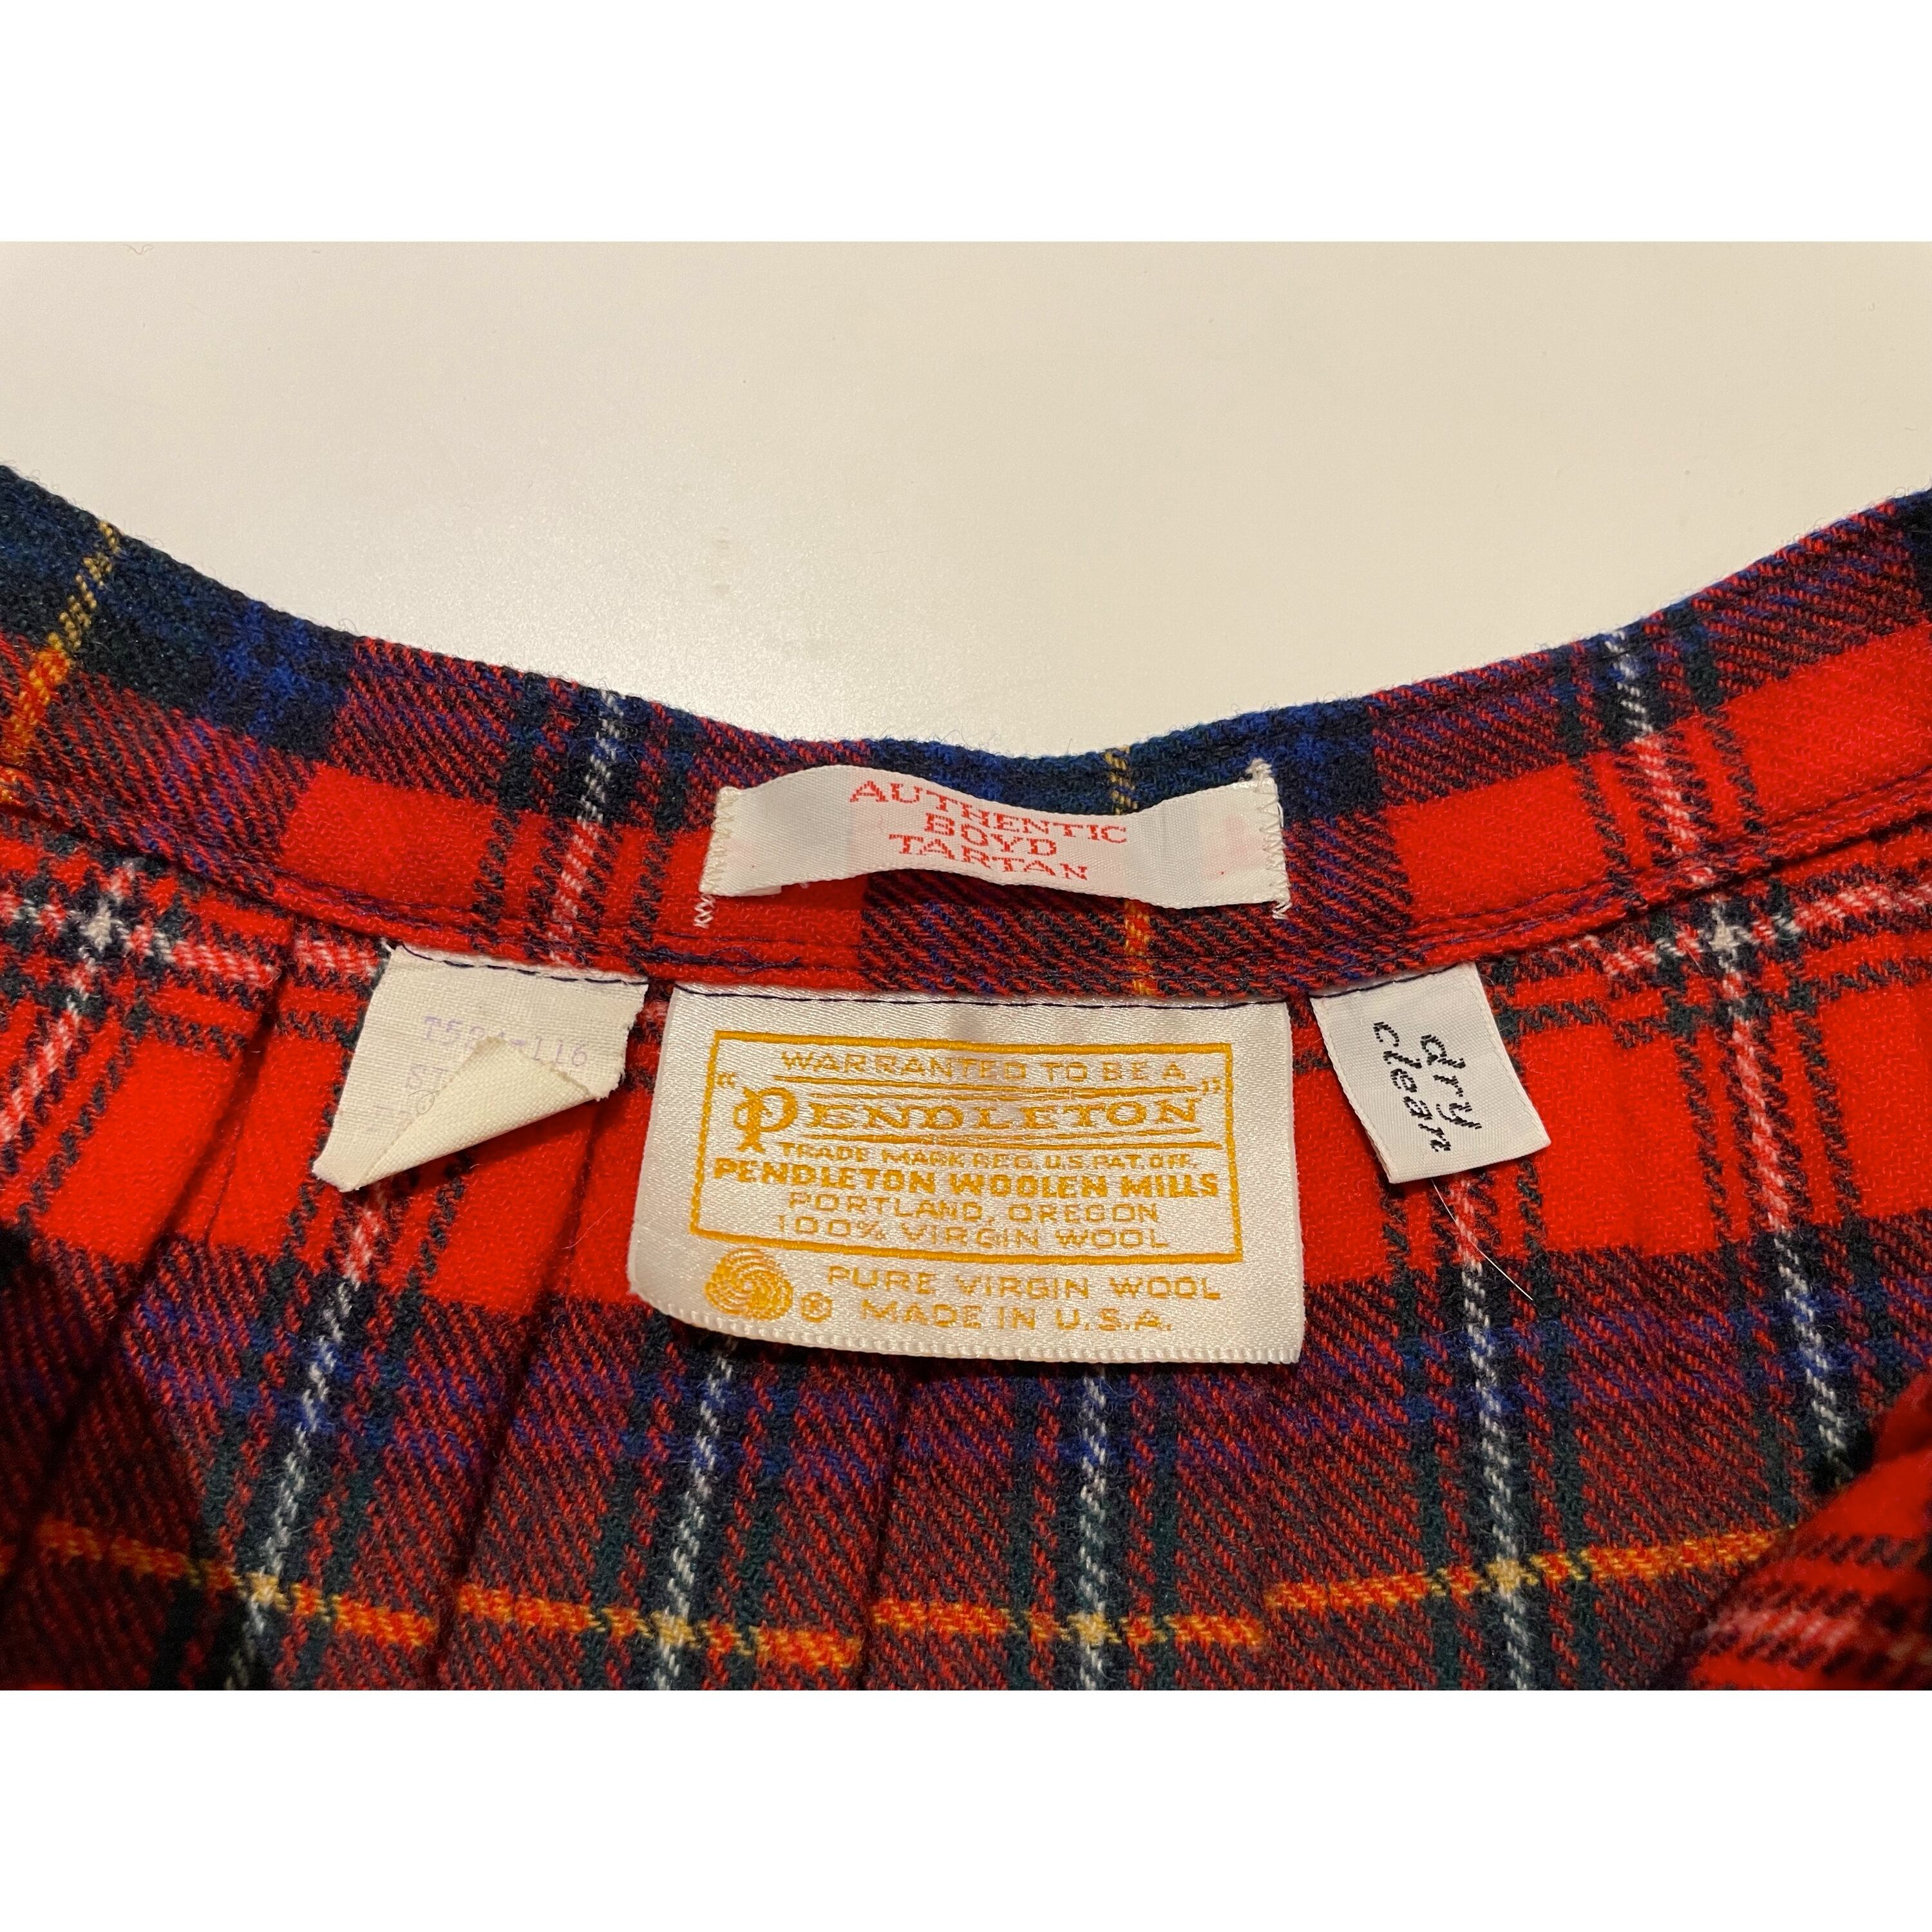 AUTHENTIC
BOYD
TARTAN
WARRANTED TO BE A
"PENDLETON"
TRADE MARK REG. U.S. PAT. OFF.
PENDLETON WOOLEN MILLS
PORTLAND, OREGON
100% VIRGIN WOOL
PURE VIRGIN WOOL
® MADE IN U.S.A.
dry
clean